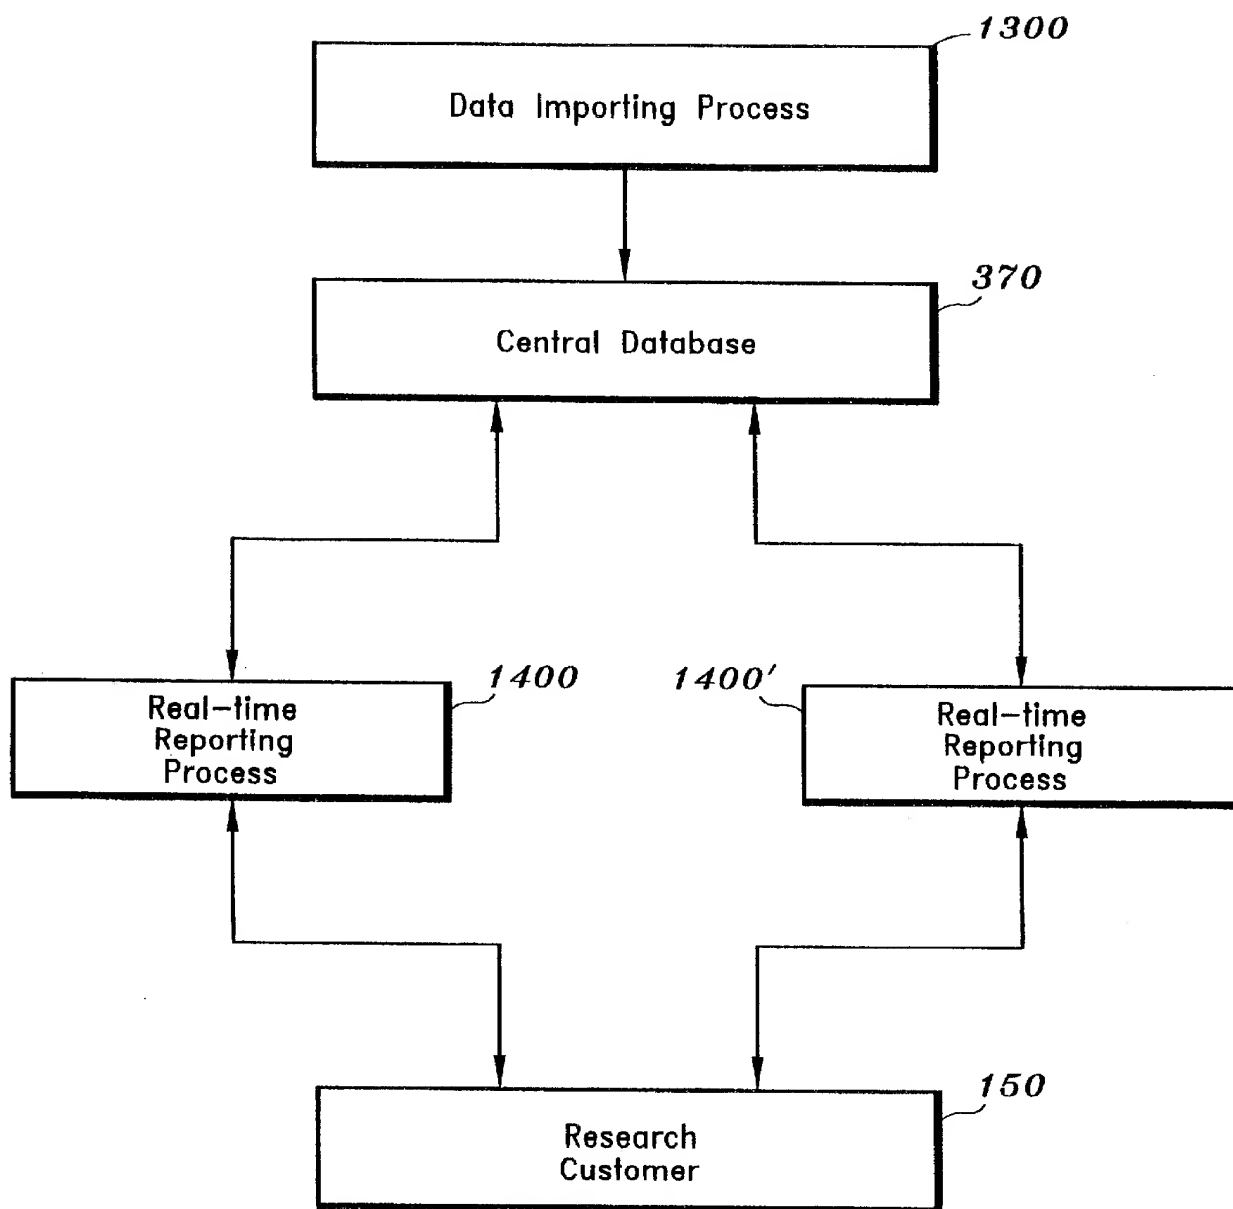 1300
Data Importing Process
370
Central Database
1400
Real-time
Reporting
Process
1400'
Real-time
Reporting
Process
150
Research
Customer